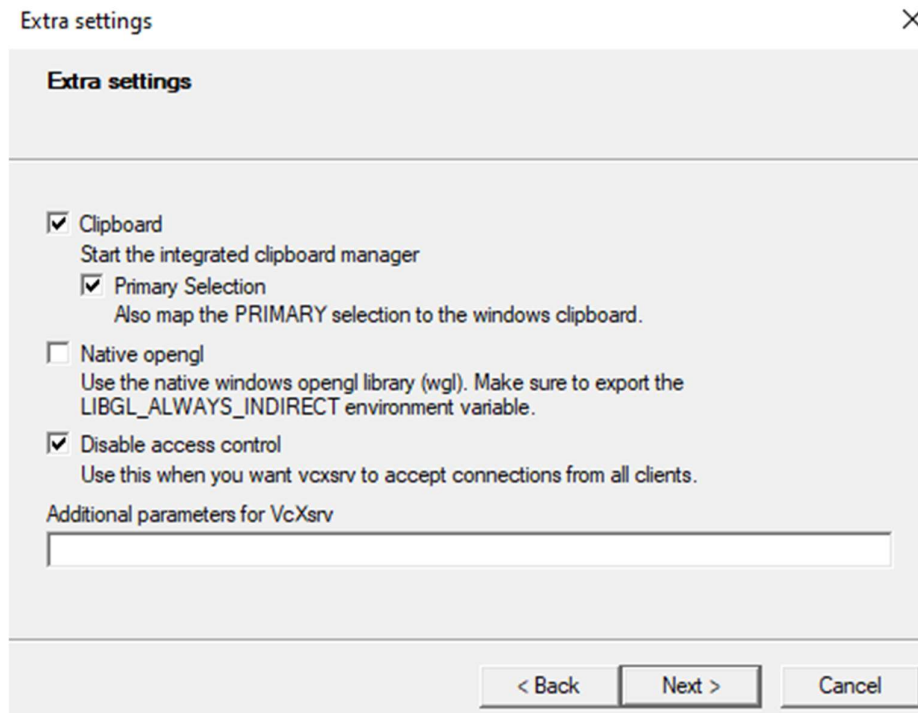 Extra settings
Extra settings
Clipboard
Start the integrated clipboard manager
Primary Selection
Also map the PRIMARY selection to the windows clipboard.
Native opengl
Use the native windows opengl library (wgl). Make sure to export the
LIBGL_ALWAYS_INDIRECT environment variable.
Disable access control
Use this when you want vcxsrv to accept connections from all clients.
Additional parameters for VcXsrv
< Back Next > Cancel